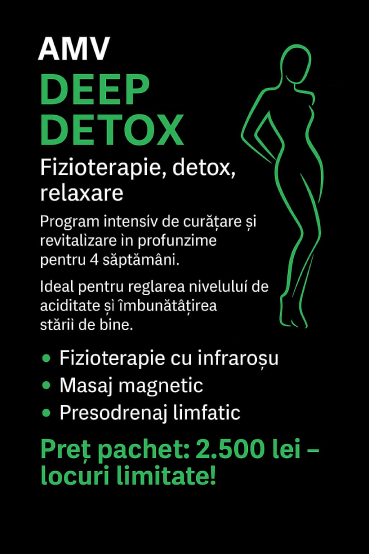 AMV
DEEP
DETOX
Fizioterapie, detox,
relaxare
Program intensiv de curățare și
revitalizare in profunzime
pentru 4 săptămâni.
Ideal pentru reglarea nivelului de
aciditate și îmbunătâțirea
stării de bine.
• Fizioterapie cu infraroșu
• Masaj magnetic
• Presodrenaj limfatic
Preț pachet: 2.500 lei –
locuri limitate!